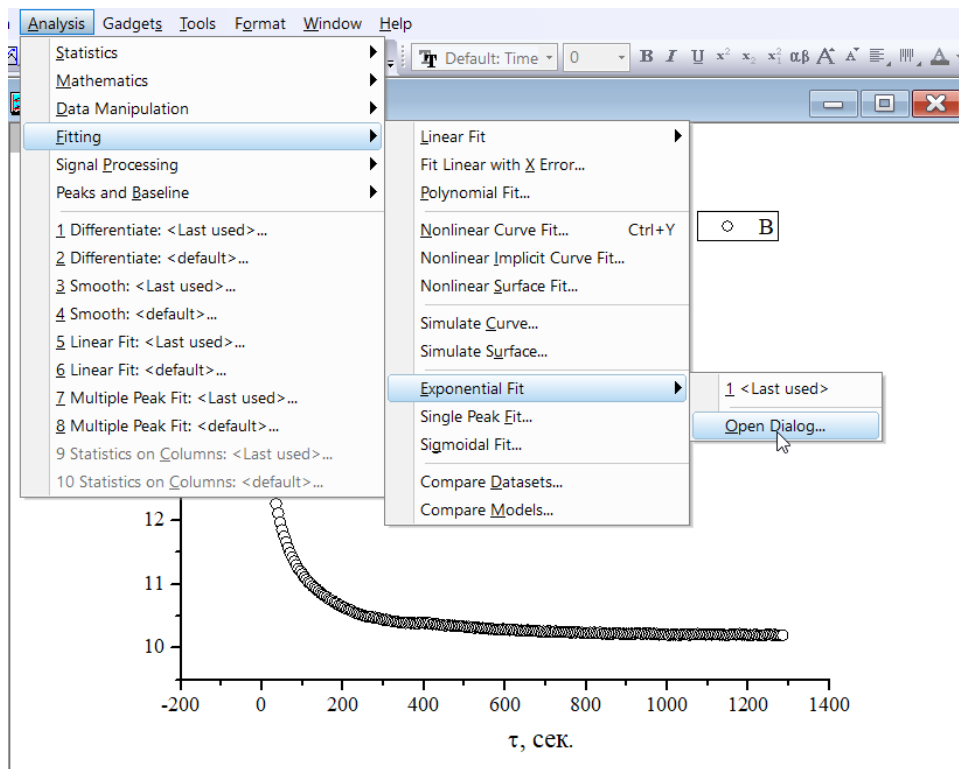 Analysis Gadgets Tools Format Window Help
Default: Time 0 B I U x² x₂ x₁² αβ A A A
Statistics
Mathematics
Data Manipulation
Fitting
Signal Processing
Peaks and Baseline
1 Differentiate: <Last used>...
2 Differentiate: <default>...
3 Smooth: <Last used>...
4 Smooth: <default>...
5 Linear Fit: <Last used>...
6 Linear Fit: <default>...
7 Multiple Peak Fit: <Last used>...
8 Multiple Peak Fit: <default>...
9 Statistics on Columns: <Last used>...
10 Statistics on Columns: <default>...
Linear Fit
Fit Linear with X Error...
Polynomial Fit...
Nonlinear Curve Fit... Ctrl+Y
Nonlinear Implicit Curve Fit...
Nonlinear Surface Fit...
Simulate Curve...
Simulate Surface...
Exponential Fit
Single Peak Fit...
Sigmoidal Fit...
Compare Datasets...
Compare Models...
1 <Last used>
Open Dialog...
B
12
11
10
-200 0 200 400 600 800 1000 1200 1400
τ, сек.